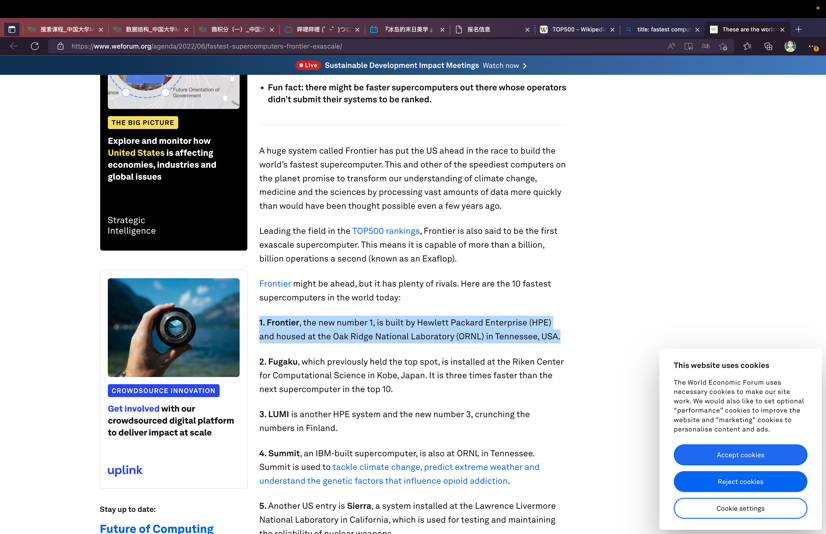 搜索课程_中国大学M
数据结构_中国大学M
微积分（一）_中国大
哔哩哔哩 (゜-゜)つロ
『冰岛的末日美学』
报名信息
TOP500 - Wikipedia
title: fastest comput
These are the world
https://www.weforum.org/agenda/2022/06/fastest-supercomputers-frontier-exascale/
Live Sustainable Development Impact Meetings Watch now
Future Orientation of
Government
THE BIG PICTURE
Explore and monitor how
United States is affecting
economies, industries and
global issues
Strategic
Intelligence
CROWDSOURCE INNOVATION
Get involved with our
crowdsourced digital platform
to deliver impact at scale
uplink
Stay up to date:
Future of Computing
• Fun fact: there might be faster supercomputers out there whose operators
didn’t submit their systems to be ranked.
A huge system called Frontier has put the US ahead in the race to build the
world’s fastest supercomputer. This and other of the speediest computers on
the planet promise to transform our understanding of climate change,
medicine and the sciences by processing vast amounts of data more quickly
than would have been thought possible even a few years ago.
Leading the field in the TOP500 rankings, Frontier is also said to be the first
exascale supercomputer. This means it is capable of more than a billion,
billion operations a second (known as an Exaflop).
Frontier might be ahead, but it has plenty of rivals. Here are the 10 fastest
supercomputers in the world today:
1. Frontier, the new number 1, is built by Hewlett Packard Enterprise (HPE)
and housed at the Oak Ridge National Laboratory (ORNL) in Tennessee, USA.
2. Fugaku, which previously held the top spot, is installed at the Riken Center
for Computational Science in Kobe, Japan. It is three times faster than the
next supercomputer in the top 10.
3. LUMI is another HPE system and the new number 3, crunching the
numbers in Finland.
4. Summit, an IBM-built supercomputer, is also at ORNL in Tennessee.
Summit is used to tackle climate change, predict extreme weather and
understand the genetic factors that influence opioid addiction.
5. Another US entry is Sierra, a system installed at the Lawrence Livermore
National Laboratory in California, which is used for testing and maintaining
the reliability of nuclear weapons.
This website uses cookies
The World Economic Forum uses
necessary cookies to make our site
work. We would also like to set optional
"performance" cookies to improve the
website and "marketing" cookies to
personalise content and ads.
Accept cookies
Reject cookies
Cookie settings